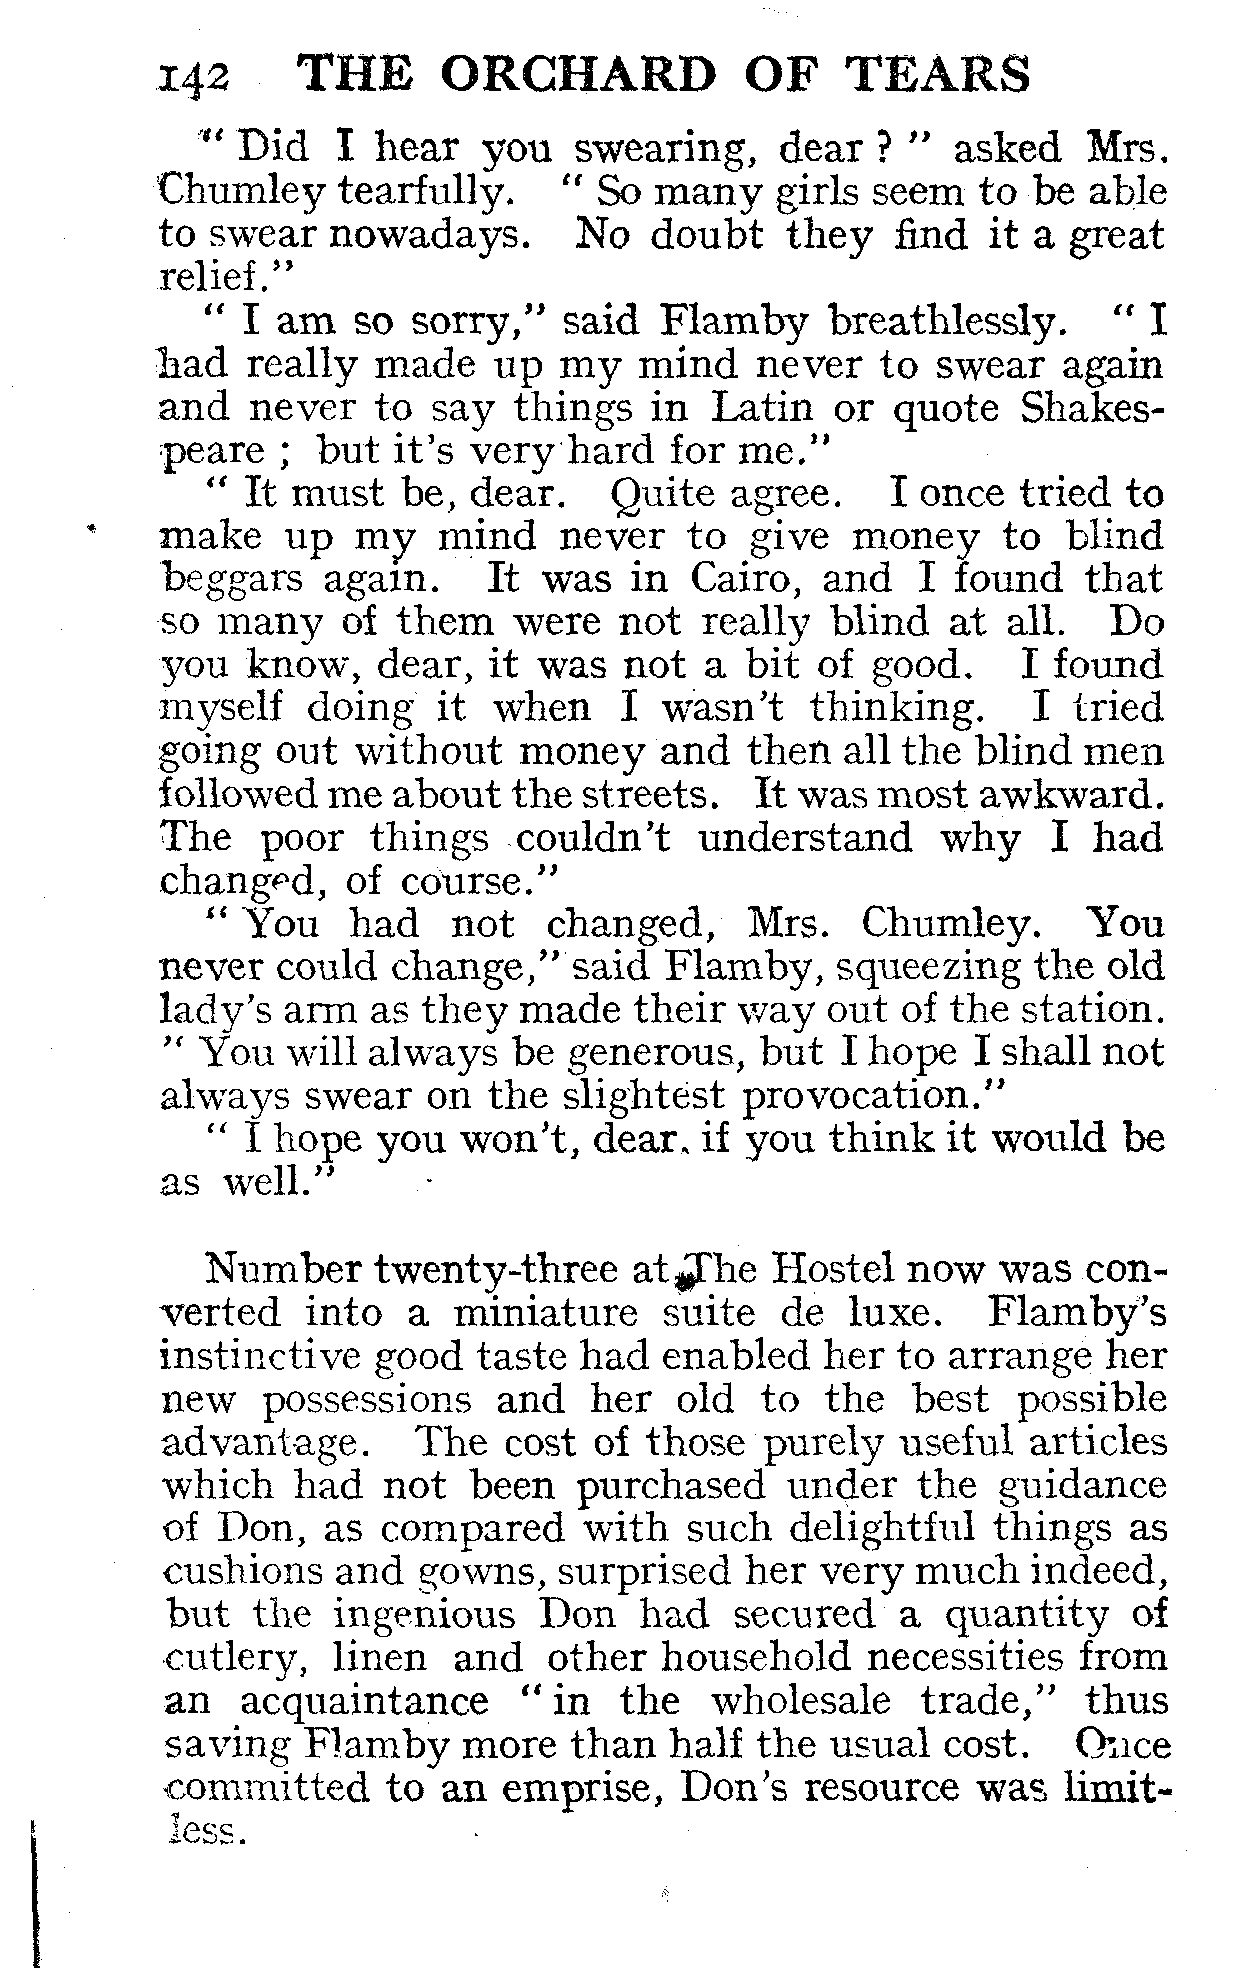 142 THE ORCHARD OF TEARS
“ Did I hear you swearing, dear ? ” asked Mrs.
Chumley tearfully. “ So many girls seem to be able
to swear nowadays. No doubt they find it a great
relief.”
“ I am so sorry,” said Flamby breathlessly. “ I
had really made up my mind never to swear again
and never to say things in Latin or quote Shakes-
peare ; but it’s very hard for me.”
“ It must be, dear. Quite agree. I once tried to
make up my mind never to give money to blind
beggars again. It was in Cairo, and I found that
so many of them were not really blind at all. Do
you know, dear, it was not a bit of good. I found
myself doing it when I wasn’t thinking. I tried
going out without money and then all the blind men
followed me about the streets. It was most awkward.
The poor things couldn’t understand why I had
changed, of course.”
“ You had not changed, Mrs. Chumley. You
never could change,” said Flamby, squeezing the old
lady’s arm as they made their way out of the station.
“ You will always be generous, but I hope I shall not
always swear on the slightest provocation.”
“ I hope you won’t, dear, if you think it would be
as well.”
Number twenty-three at The Hostel now was con-
verted into a miniature suite de luxe. Flamby’s
instinctive good taste had enabled her to arrange her
new possessions and her old to the best possible
advantage. The cost of those purely useful articles
which had not been purchased under the guidance
of Don, as compared with such delightful things as
cushions and gowns, surprised her very much indeed,
but the ingenious Don had secured a quantity of
cutlery, linen and other household necessities from
an acquaintance “ in the wholesale trade,” thus
saving Flamby more than half the usual cost. Once
committed to an emprise, Don’s resource was limit-
less.